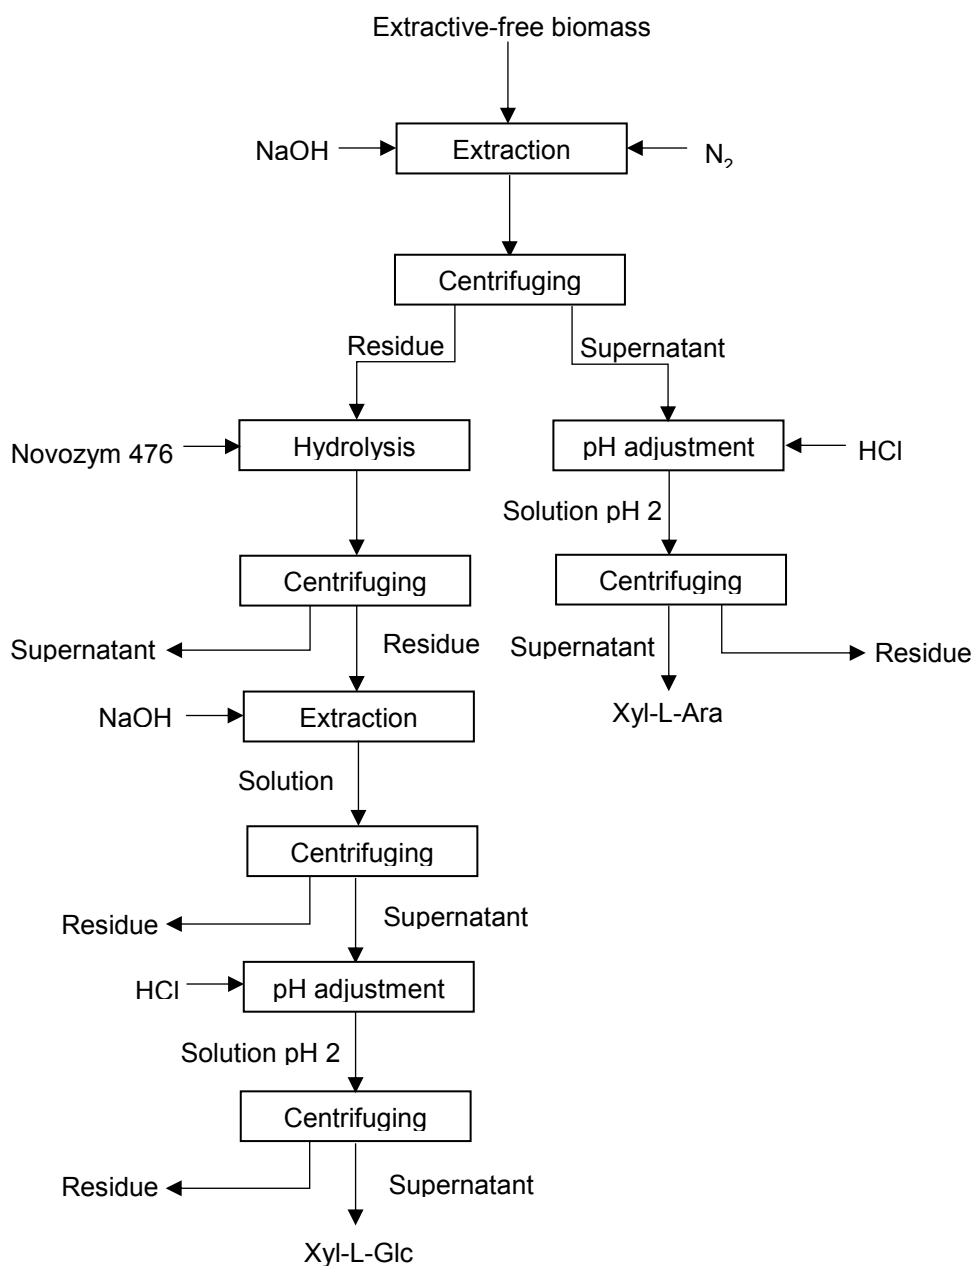 Extractive-free biomass
NaOH
Extraction
N₂
Centrifuging
Residue
Supernatant
Novozym 476
Hydrolysis
pH adjustment
HCl
Solution pH 2
Centrifuging
Centrifuging
Supernatant
Residue
Supernatant
Residue
NaOH
Extraction
Xyl-L-Ara
Solution
Centrifuging
Residue
Supernatant
HCl
pH adjustment
Solution pH 2
Centrifuging
Residue
Supernatant
Xyl-L-Glc